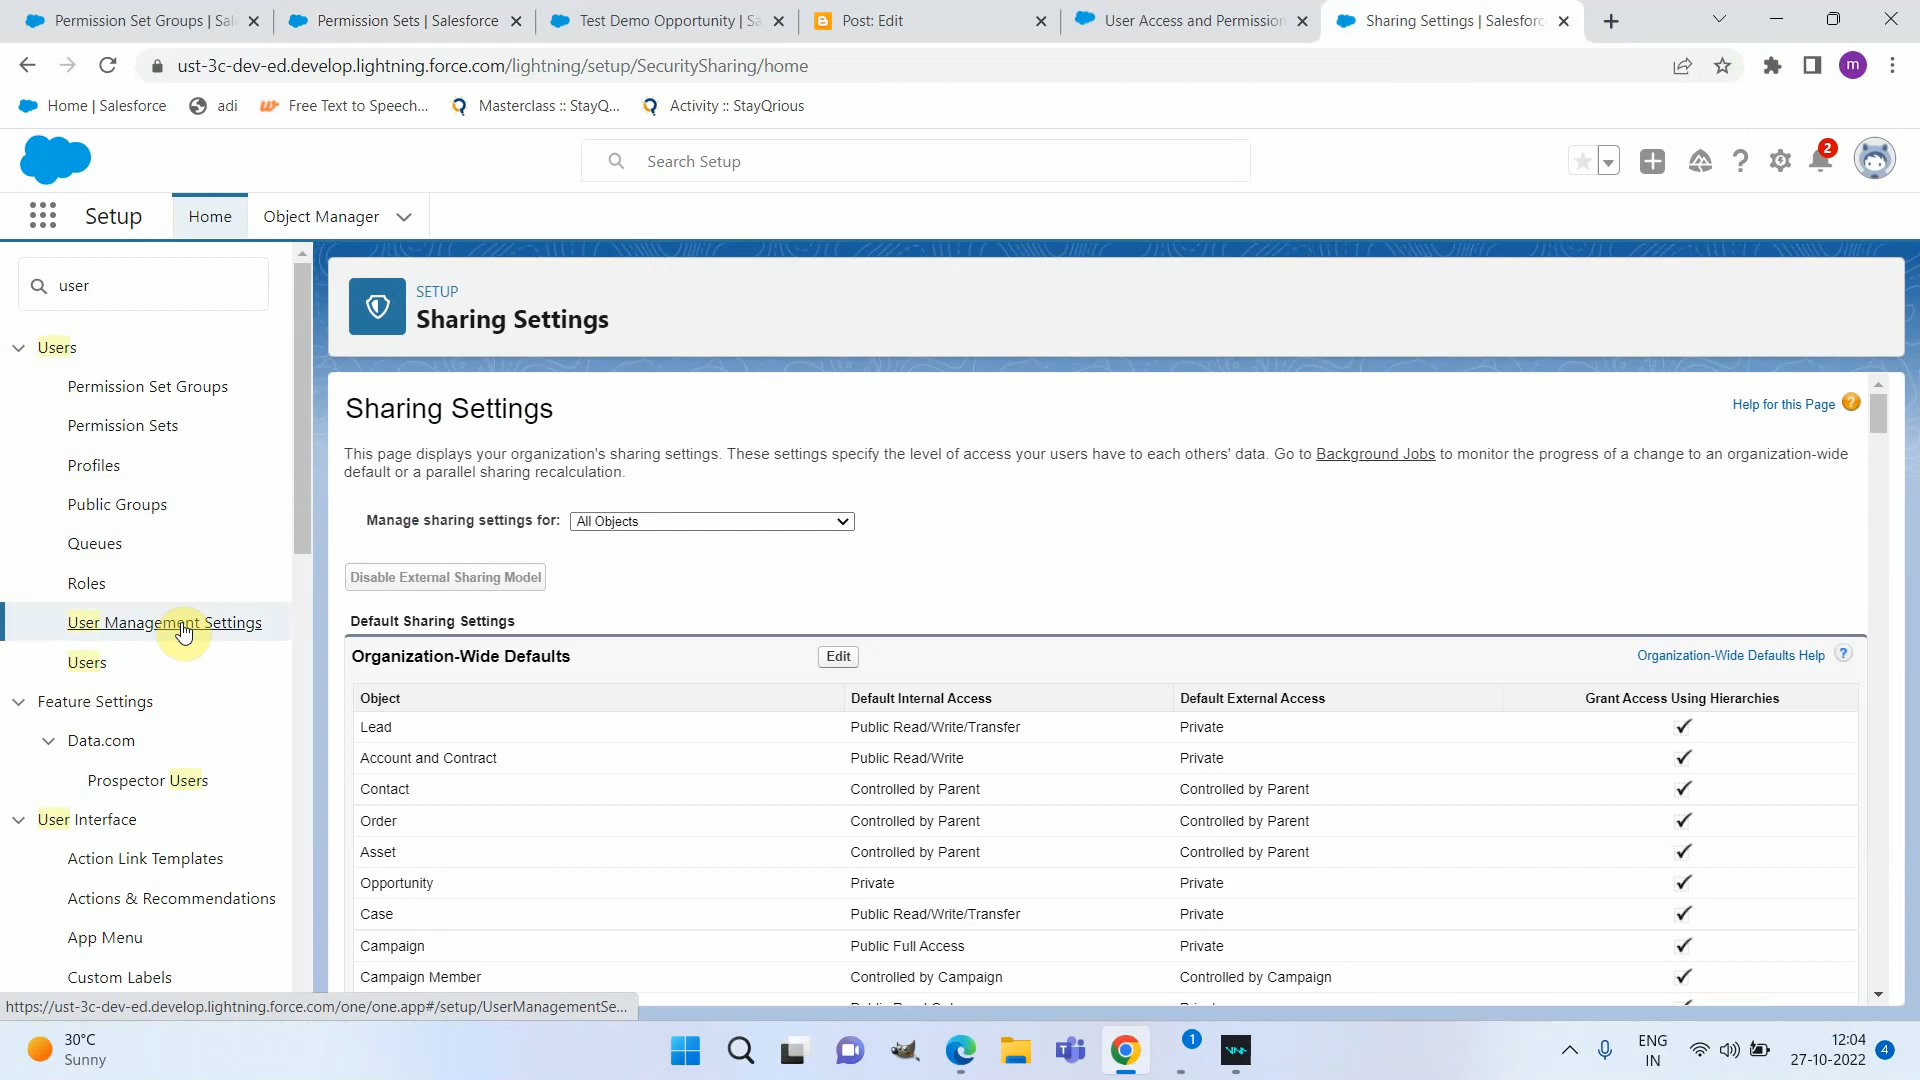 Permission Set Groups | Sal
Permission Sets | Salesforce
Test Demo Opportunity | Sa
Post: Edit
User Access and Permission
Sharing Settings | Salesforc
ust-3c-dev-ed.develop.lightning.force.com/lightning/setup/SecuritySharing/home
m
Home | Salesforce
adi
Free Text to Speech...
Masterclass :: StayQ...
Activity :: StayQrious
Search Setup
2
Setup
Home
Object Manager
user
Users
Permission Set Groups
Permission Sets
Profiles
Public Groups
Queues
Roles
User Management Settings
Users
Feature Settings
Data.com
Prospector Users
User Interface
Action Link Templates
Actions & Recommendations
App Menu
Custom Labels
https://ust-3c-dev-ed.develop.lightning.force.com/one/one.app#/setup/UserManagementSe...
SETUP
Sharing Settings
Sharing Settings
Help for this Page ?
This page displays your organization's sharing settings. These settings specify the level of access your users have to each others' data. Go to Background Jobs to monitor the progress of a change to an organization-wide
default or a parallel sharing recalculation.
Manage sharing settings for: All Objects
Disable External Sharing Model
Default Sharing Settings
Organization-Wide Defaults Edit Organization-Wide Defaults Help ?
Object Default Internal Access Default External Access Grant Access Using Hierarchies
Lead Public Read/Write/Transfer Private
Account and Contract Public Read/Write Private
Contact Controlled by Parent Controlled by Parent
Order Controlled by Parent Controlled by Parent
Asset Controlled by Parent Controlled by Parent
Opportunity Private Private
Case Public Read/Write/Transfer Private
Campaign Public Full Access Private
Campaign Member Controlled by Campaign Controlled by Campaign
30°C
Sunny
1
ENG
IN
12:04
27-10-2022
4